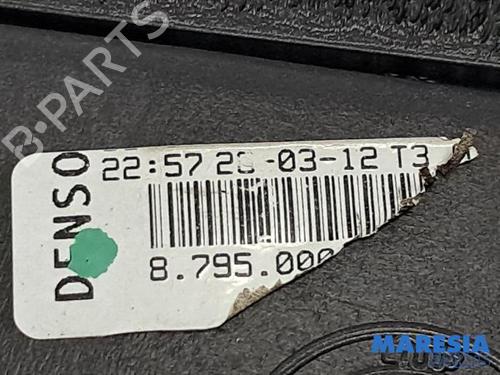 B-PARTS
DENSO
22:57 28-03-12 T3
8.795.000
MARESIA